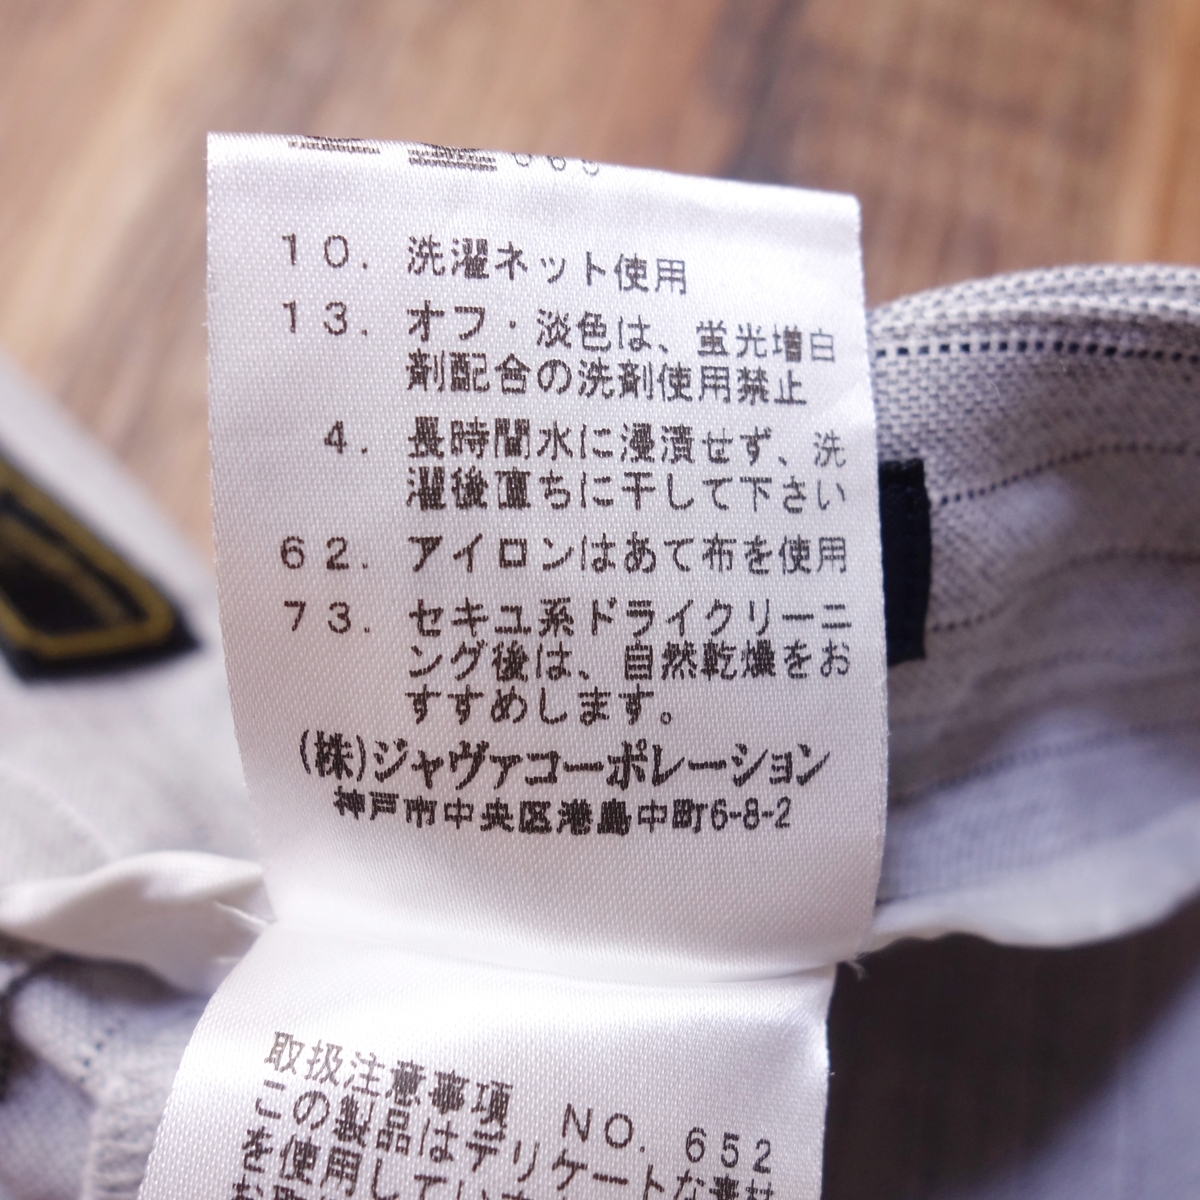 10. 洗濯ネット使用
13. オフ・淡色は、蛍光増白
剤配合の洗剤使用禁止
4. 長時間水に浸漬せず、洗
濯後直ちに干して下さい
62. アイロンはあて布を使用
73. セキユ系ドライクリーニ
ング後は、自然乾燥をお
すすめします。
(株)ジャヴァコーポレーション
神戸市中央区港島中町6-8-2
取扱注意事項 NO. 652
この製品はデリケートな素材
を使用してい